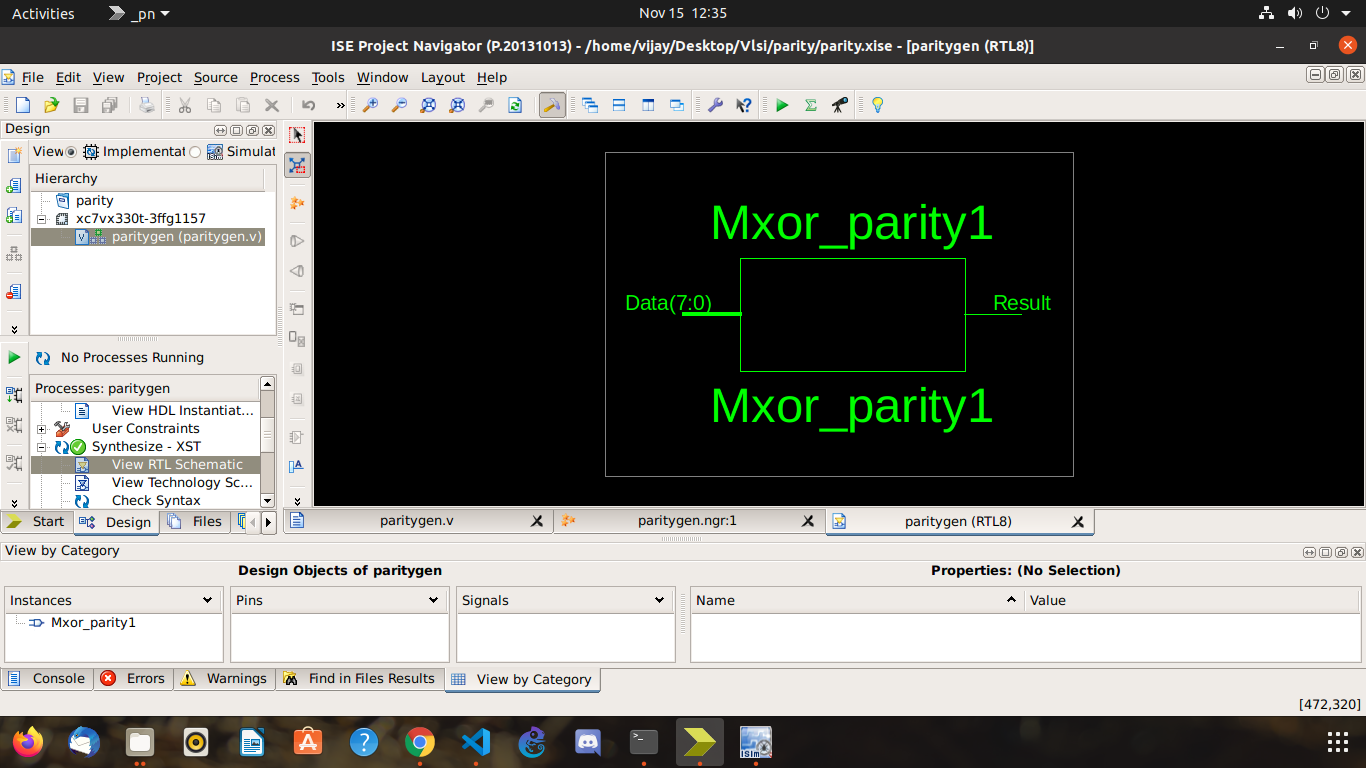 Activities
_pn
Nov 15 12:35
ISE Project Navigator (P.20131013) - /home/vijay/Desktop/Vlsi/parity/parity.xise - [paritygen (RTL8)]
File Edit View Project Source Process Tools Window Layout Help
Design
View Implementat Simulat
Hierarchy
parity
xc7vx330t-3ffg1157
paritygen (paritygen.v)
No Processes Running
Processes: paritygen
View HDL Instantiat...
User Constraints
Synthesize - XST
View RTL Schematic
View Technology Sc...
Check Syntax
Start Design Files
Mxor_parity1
Data(7:0)
Result
Mxor_parity1
paritygen.v
paritygen.ngr:1
paritygen (RTL8)
View by Category
Design Objects of paritygen
Properties: (No Selection)
Instances
Pins
Signals
Name
Value
Mxor_parity1
Console
Errors
Warnings
Find in Files Results
View by Category
[472,320]
ISim